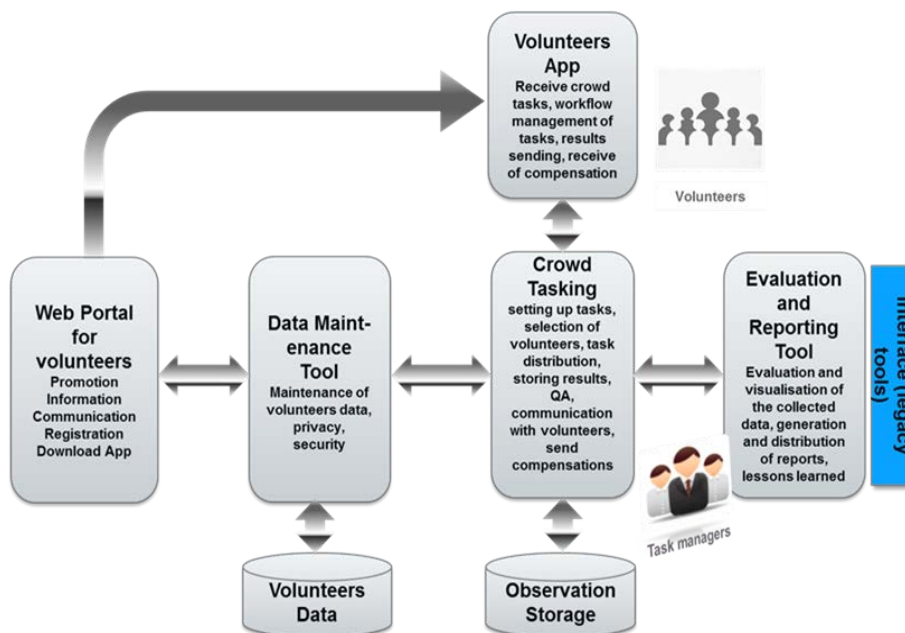 Volunteers
App
Receive crowd
tasks, workflow
management of
tasks, results
sending, receive
of compensation
Volunteers
Web Portal
for
volunteers
Promotion
Information
Communication
Registration
Download App
Data Maint-
enance
Tool
Maintenance of
volunteers data,
privacy,
security
Crowd
Tasking
setting up tasks,
selection of
volunteers, task
distribution,
storing results,
QA,
communication
with volunteers,
send
compensations
Evaluation
and
Reporting
Tool
Evaluation and
visualisation of
the collected
data, generation
and distribution
of reports,
lessons learned
Interface (legacy
tools)
Task managers
Volunteers
Data
Observation
Storage